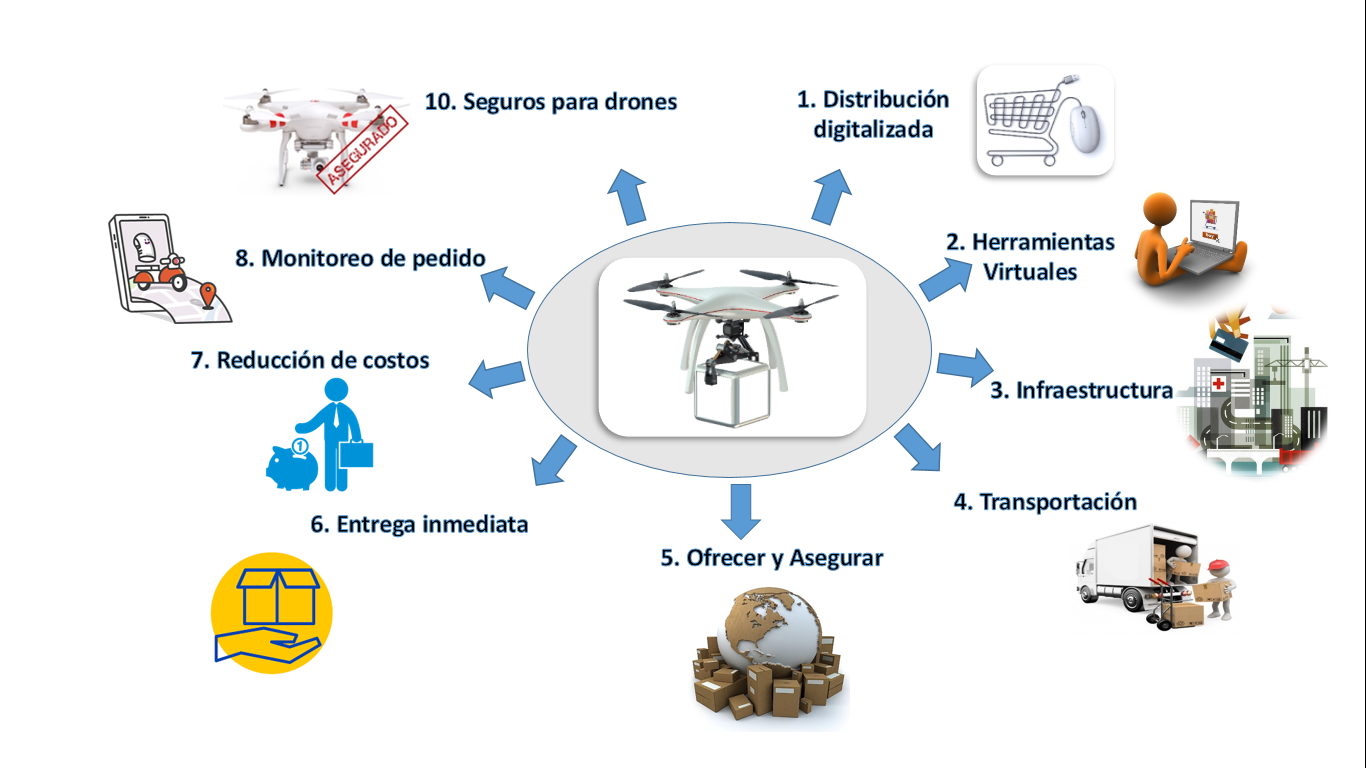 10. Seguros para drones
1. Distribución
digitalizada
ASEGURADO
2. Herramientas
Virtuales
8. Monitoreo de pedido
7. Reducción de costos
3. Infraestructura
1
4. Transportación
6. Entrega inmediata
5. Ofrecer y Asegurar